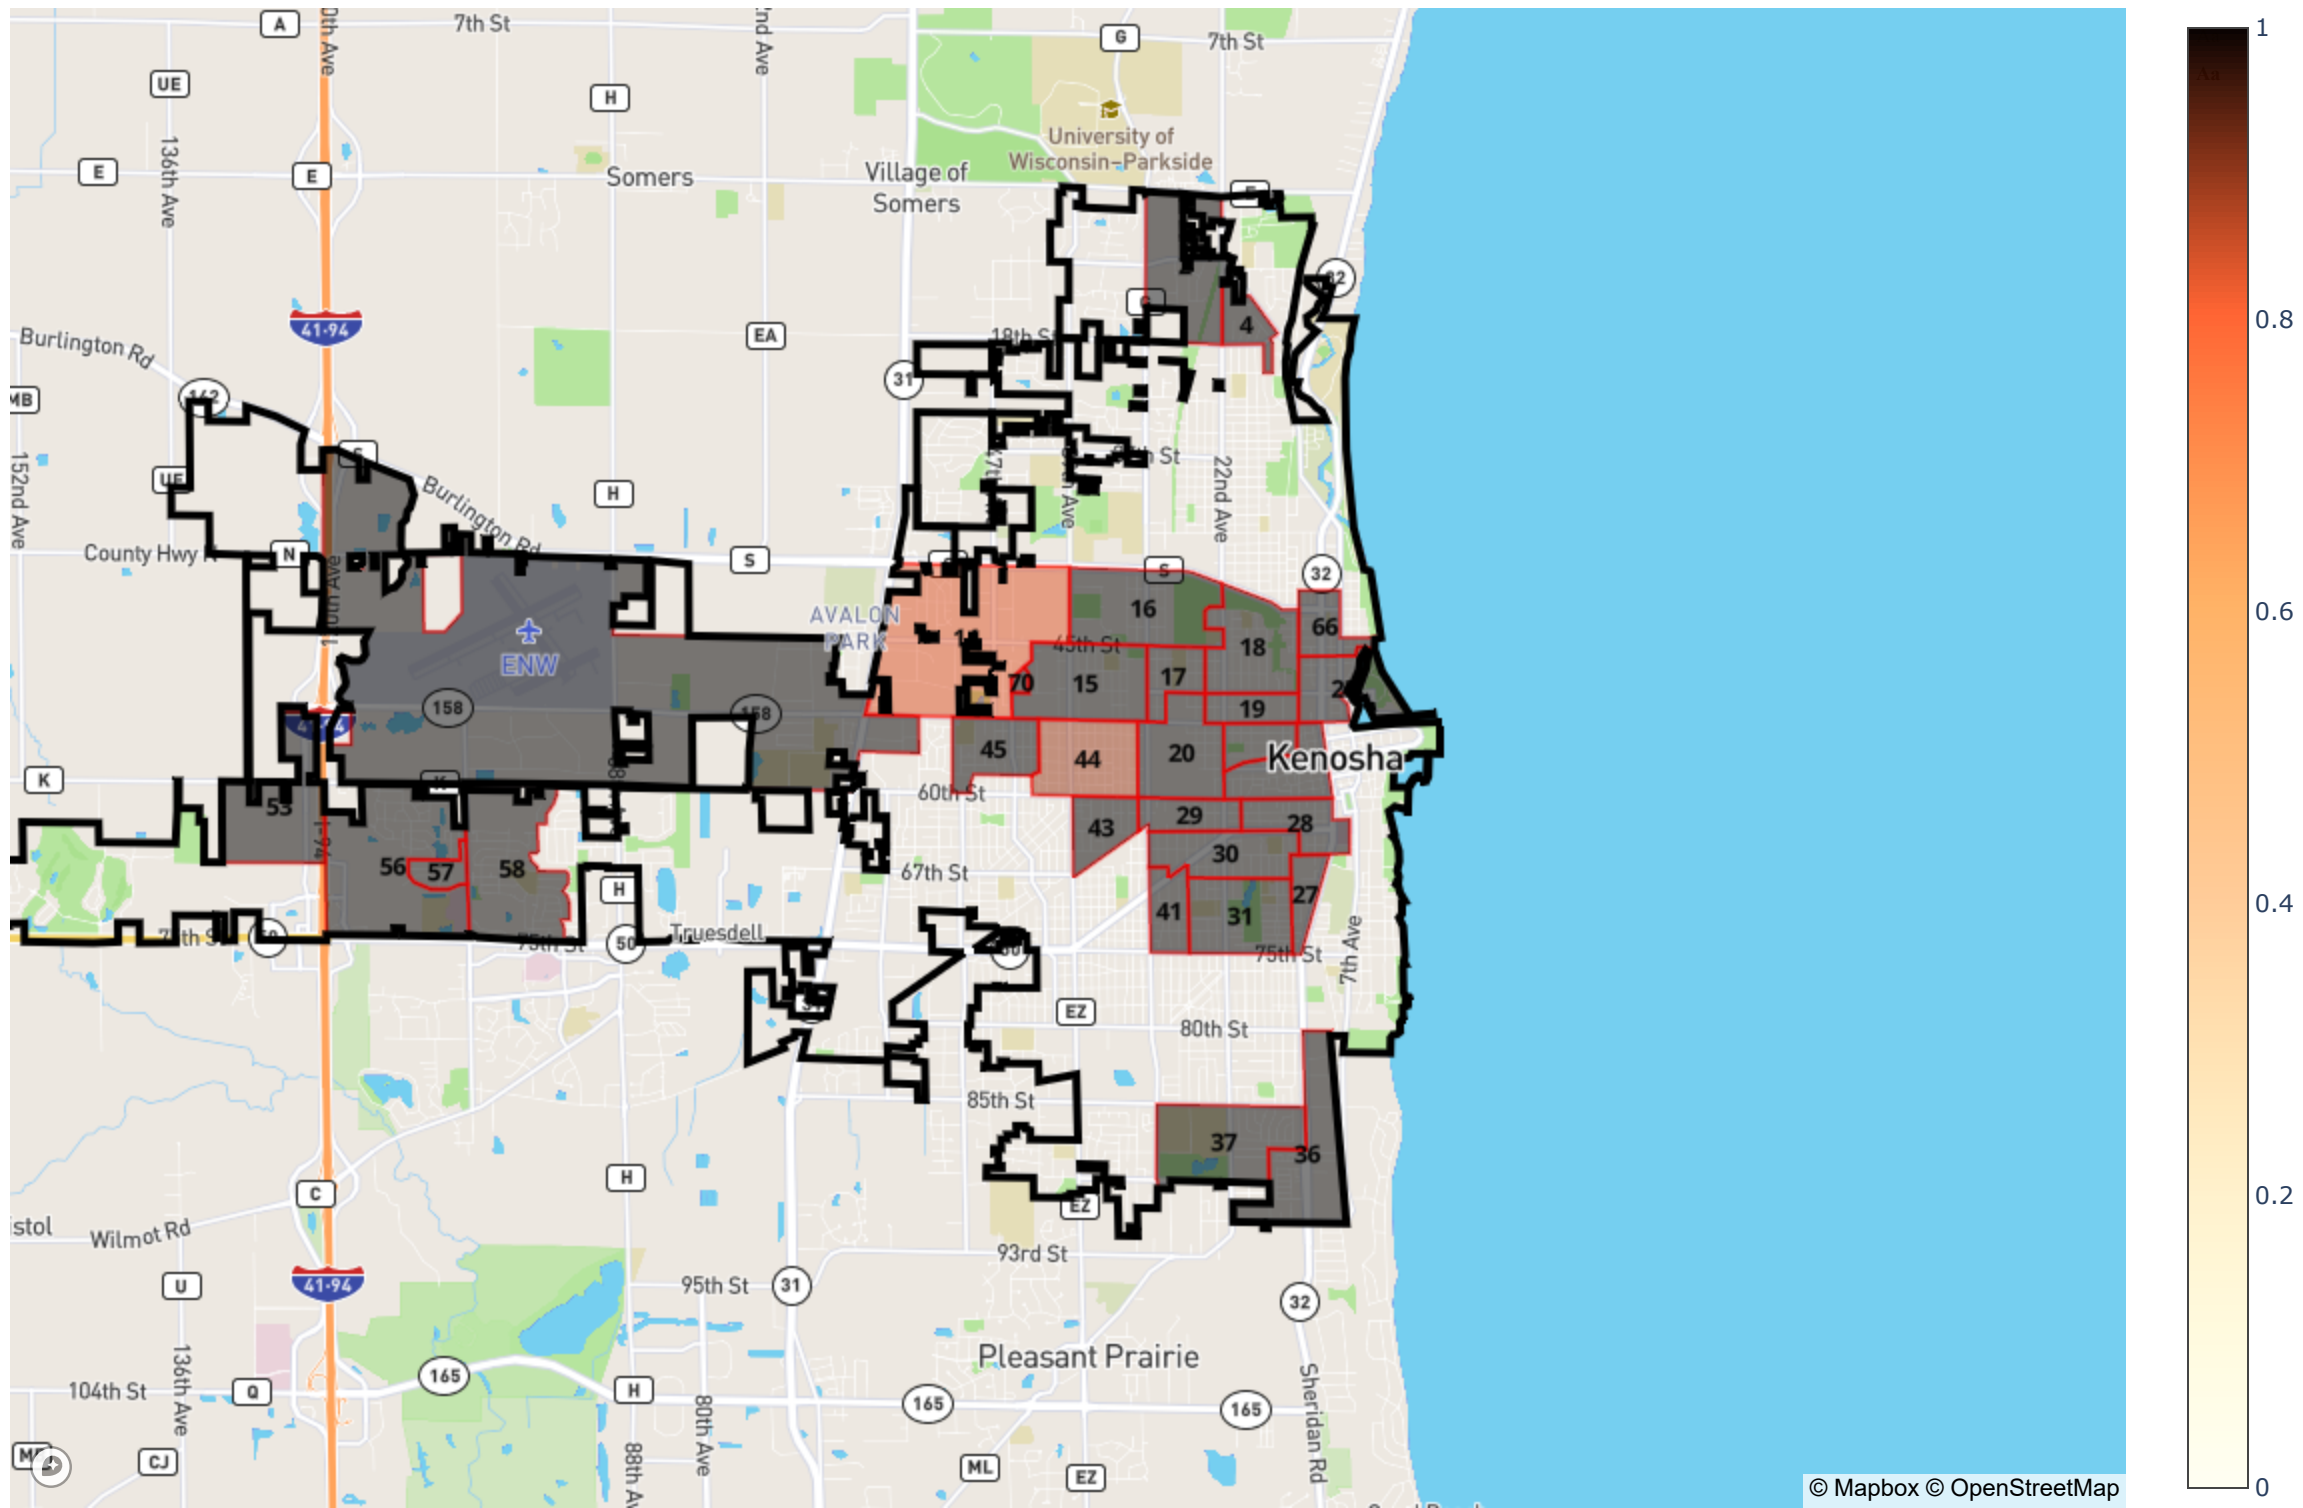 A
7th St
G
7th St
UE
H
136th Ave
University of
Wisconsin–Parkside
E
E
Somers
Village of
Somers
41-94
EA
18th St
4
Burlington Rd
31
MB
162
152nd Ave
UE
H
Burlington Rd
22nd Ave
County Hwy
N
S
S
32
AVALON
PARK
16
66
18
45th St
ENW
70
15
17
158
158
19
45
44
20
Kenosha
K
60th St
53
43
29
28
56
57
58
67th St
30
H
41
31
27
Truesdell
75th St
50
75th St
7th Ave
EZ
80th St
85th St
37
36
C
H
EZ
Wilmot Rd
93rd St
U
41-94
95th St
31
32
Pleasant Prairie
136th Ave
104th St
Q
165
H
80th Ave
165
165
Sheridan Rd
CJ
88th Av
ML
EZ
© Mapbox © OpenStreetMap
1
Aa
0.8
0.6
0.4
0.2
0